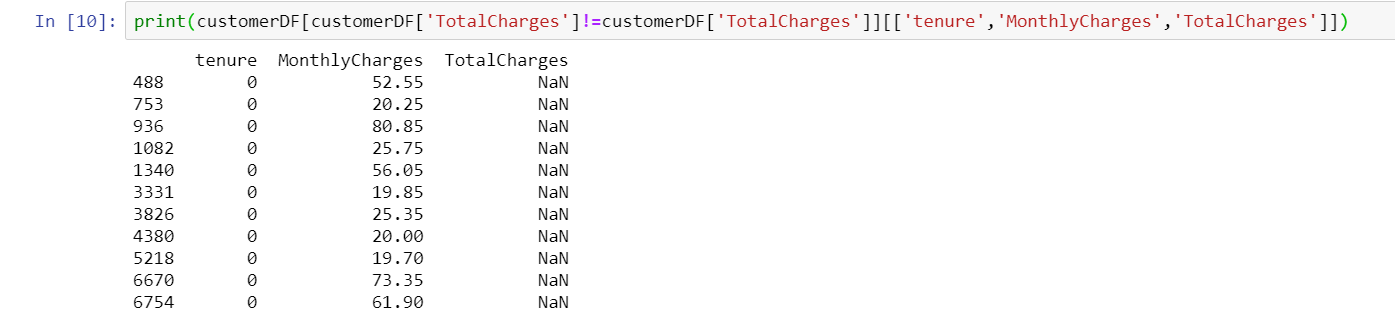 In [10]: print(customerDF[customerDF['TotalCharges']!=customerDF['TotalCharges']][['tenure','MonthlyCharges','TotalCharges']])
tenure MonthlyCharges TotalCharges
488 0 52.55 NaN
753 0 20.25 NaN
936 0 80.85 NaN
1082 0 25.75 NaN
1340 0 56.05 NaN
3331 0 19.85 NaN
3826 0 25.35 NaN
4380 0 20.00 NaN
5218 0 19.70 NaN
6670 0 73.35 NaN
6754 0 61.90 NaN